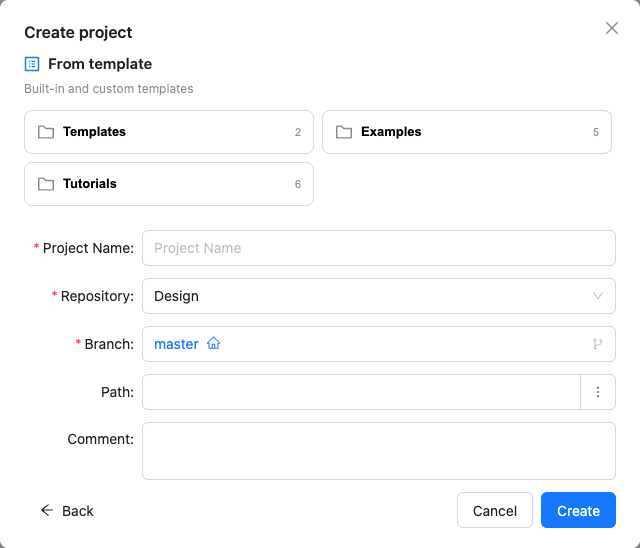 Create project
From template
Built-in and custom templates
Templates 2
Examples 5
Tutorials 6
* Project Name: Project Name
* Repository: Design
* Branch: master
Path:
Comment:
Back
Cancel
Create